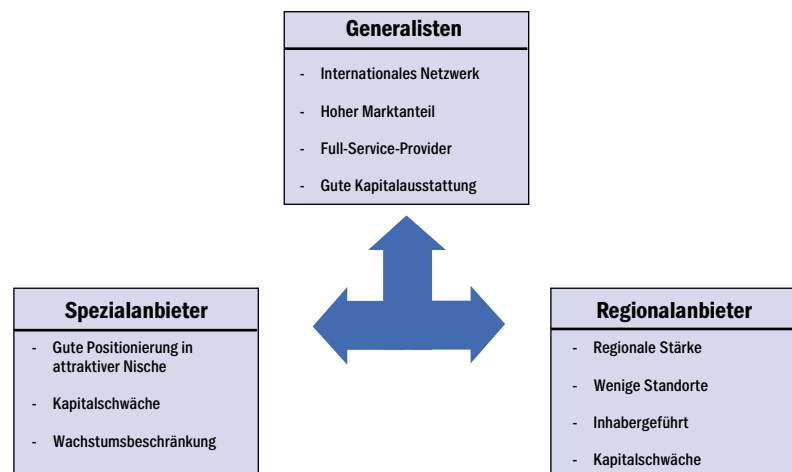 Generalisten
- Internationales Netzwerk
- Hoher Marktanteil
- Full-Service-Provider
- Gute Kapitalausstattung
Spezialanbieter
- Gute Positionierung in
attraktiver Nische
- Kapitalschwäche
- Wachstumsbeschränkung
Regionalanbieter
- Regionale Stärke
- Wenige Standorte
- Inhabergeführt
- Kapitalschwäche